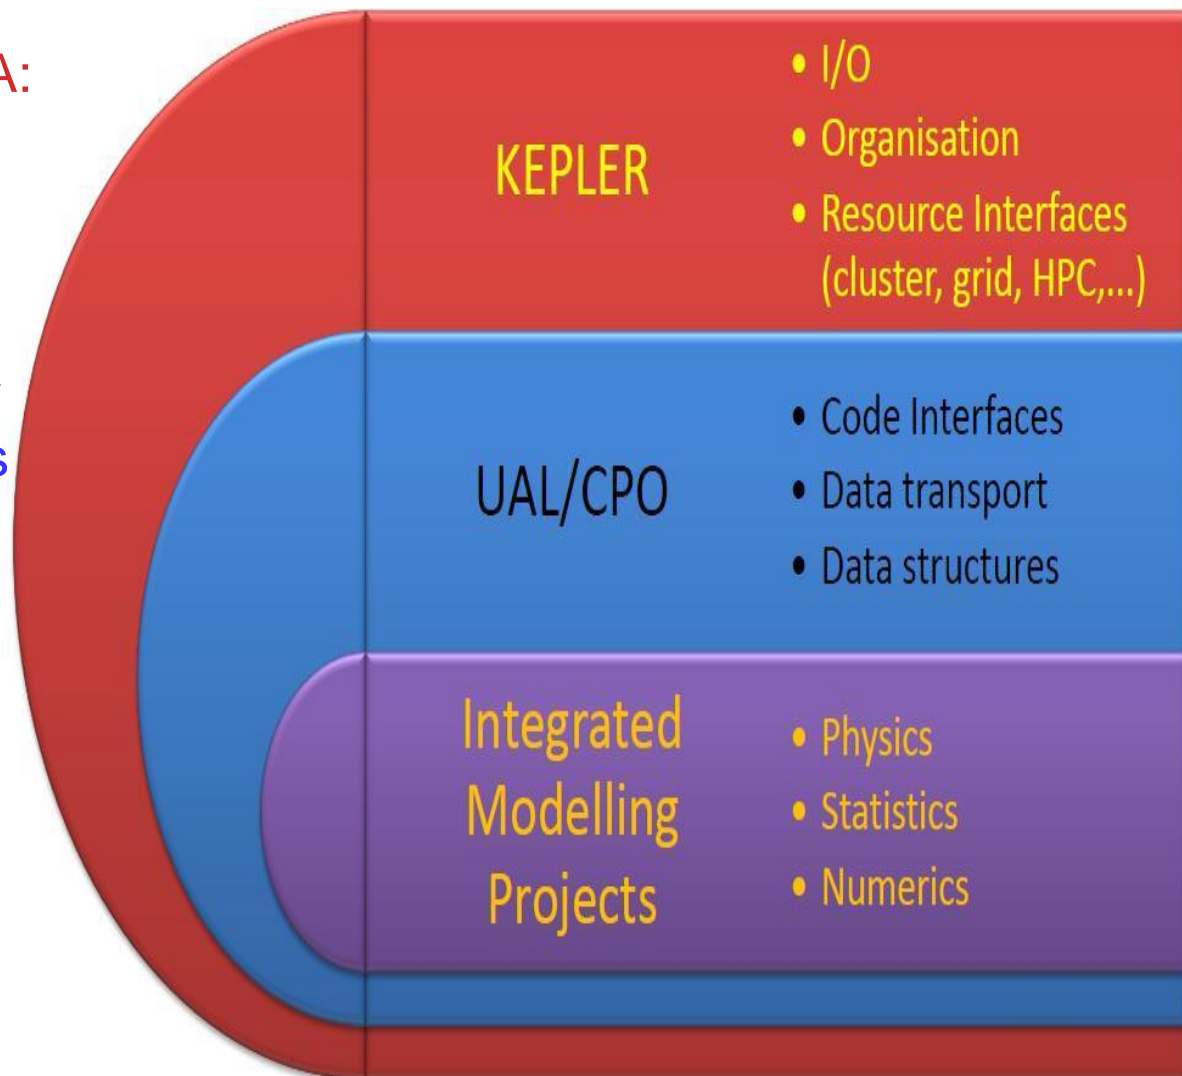 A:
s
KEPLER
• I/O
• Organisation
• Resource Interfaces
(cluster, grid, HPC,...)
UAL/CPO
• Code Interfaces
• Data transport
• Data structures
Integrated
Modelling
Projects
• Physics
• Statistics
• Numerics